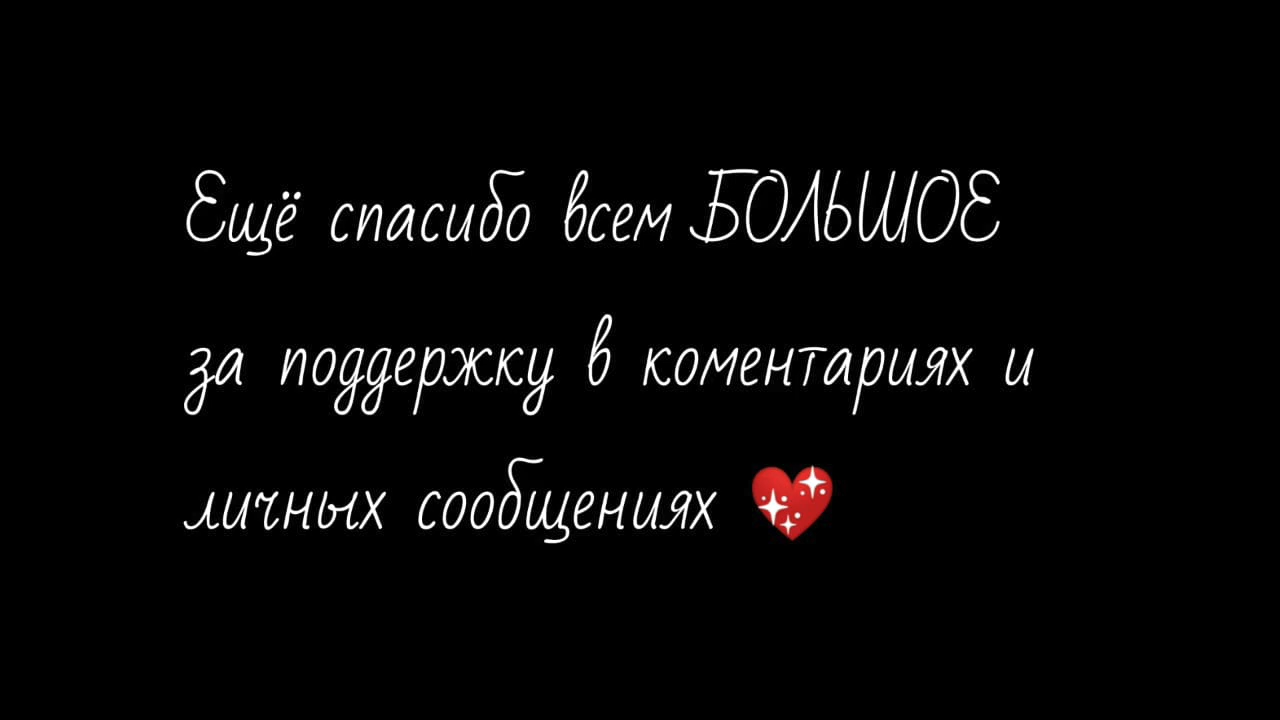 Ещё спасибо всем БОЛЬШОЕ
за поддержку в коментариях и
личных сообщениях 💖